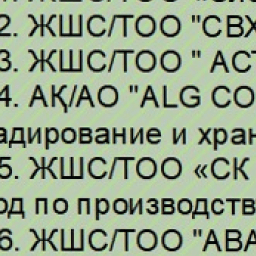 2. ЖШС/ТОО "СВХ
3. ЖШС/ТОО " АСТ
4. АҚ/АО "ALG CO
адирование и хран
5. ЖШС/ТОО «СК
од по производств
6. ЖШС/ТОО "АВА